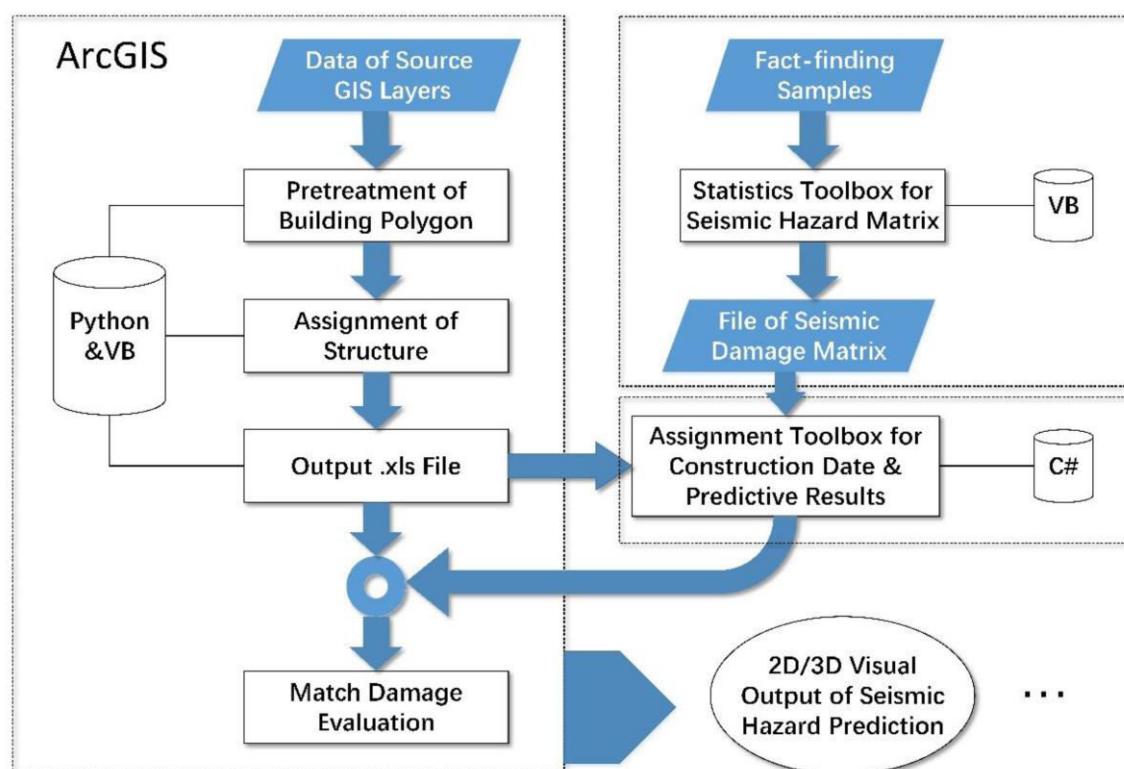 ArcGIS
Data of Source
GIS Layers
Pretreatment of
Building Polygon
Python
&VB
Assignment of
Structure
Output .xls File
Match Damage
Evaluation
Fact-finding
Samples
Statistics Toolbox for
Seismic Hazard Matrix
VB
File of Seismic
Damage Matrix
Assignment Toolbox for
Construction Date &
Predictive Results
C#
2D/3D Visual
Output of Seismic
Hazard Prediction
...